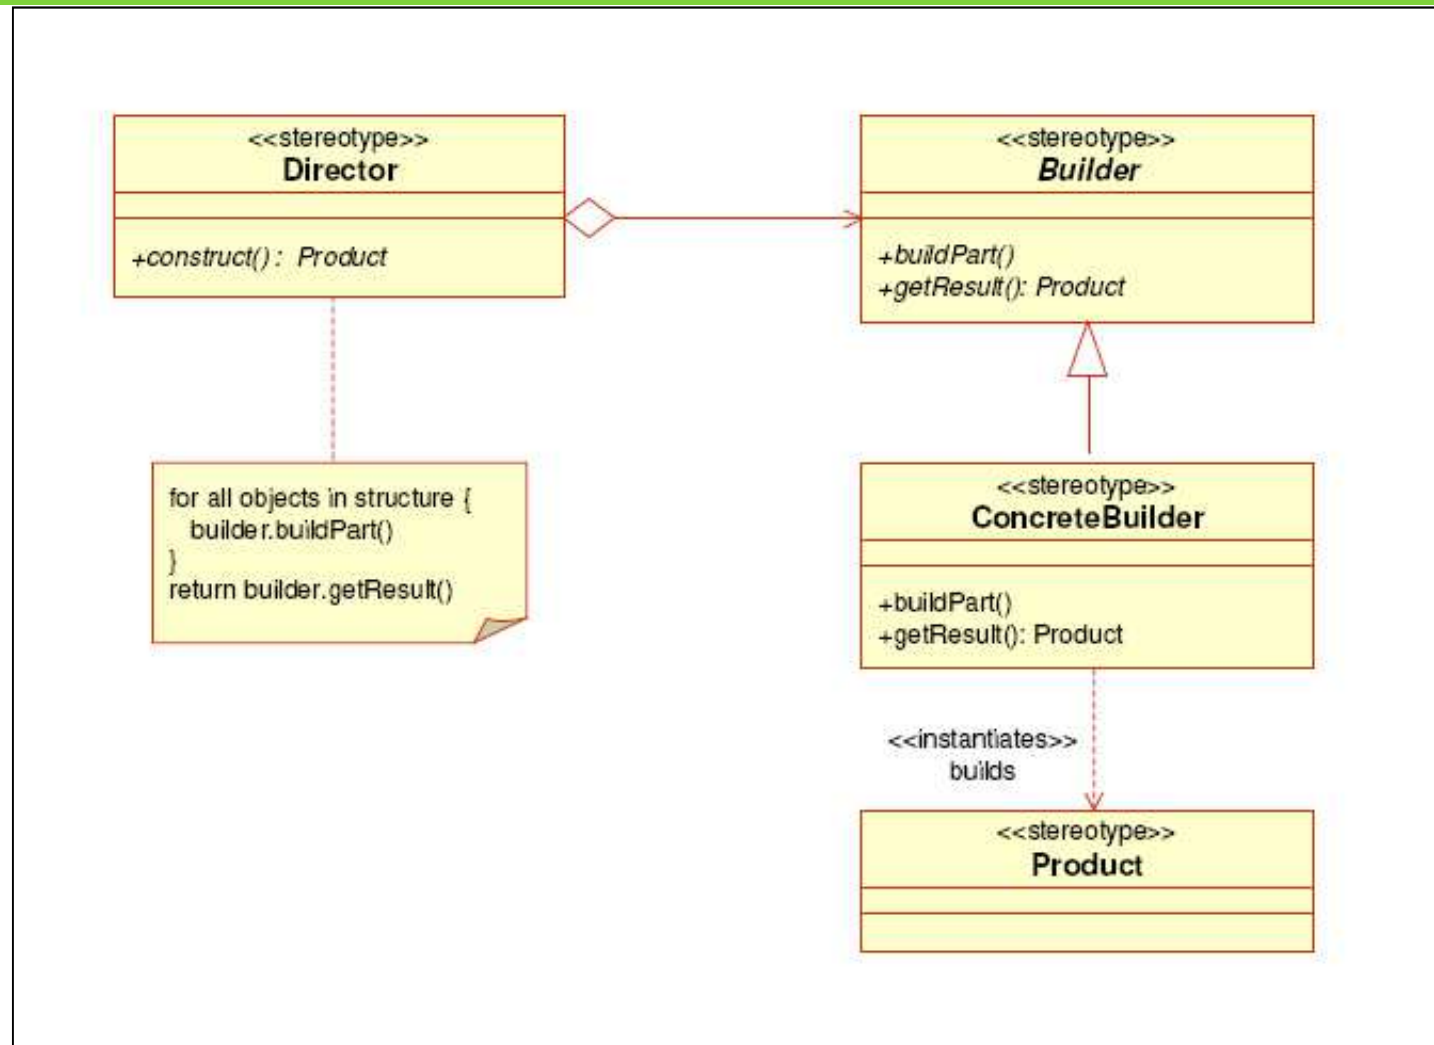 <<stereotype>>
Director
+construct() : Product
<<stereotype>>
Builder
+buildPart()
+getResult(): Product
for all objects in structure {
builder.buildPart()
}
return builder.getResult()
<<stereotype>>
ConcreteBuilder
+buildPart()
+getResult(): Product
<<instantiates>>
builds
<<stereotype>>
Product